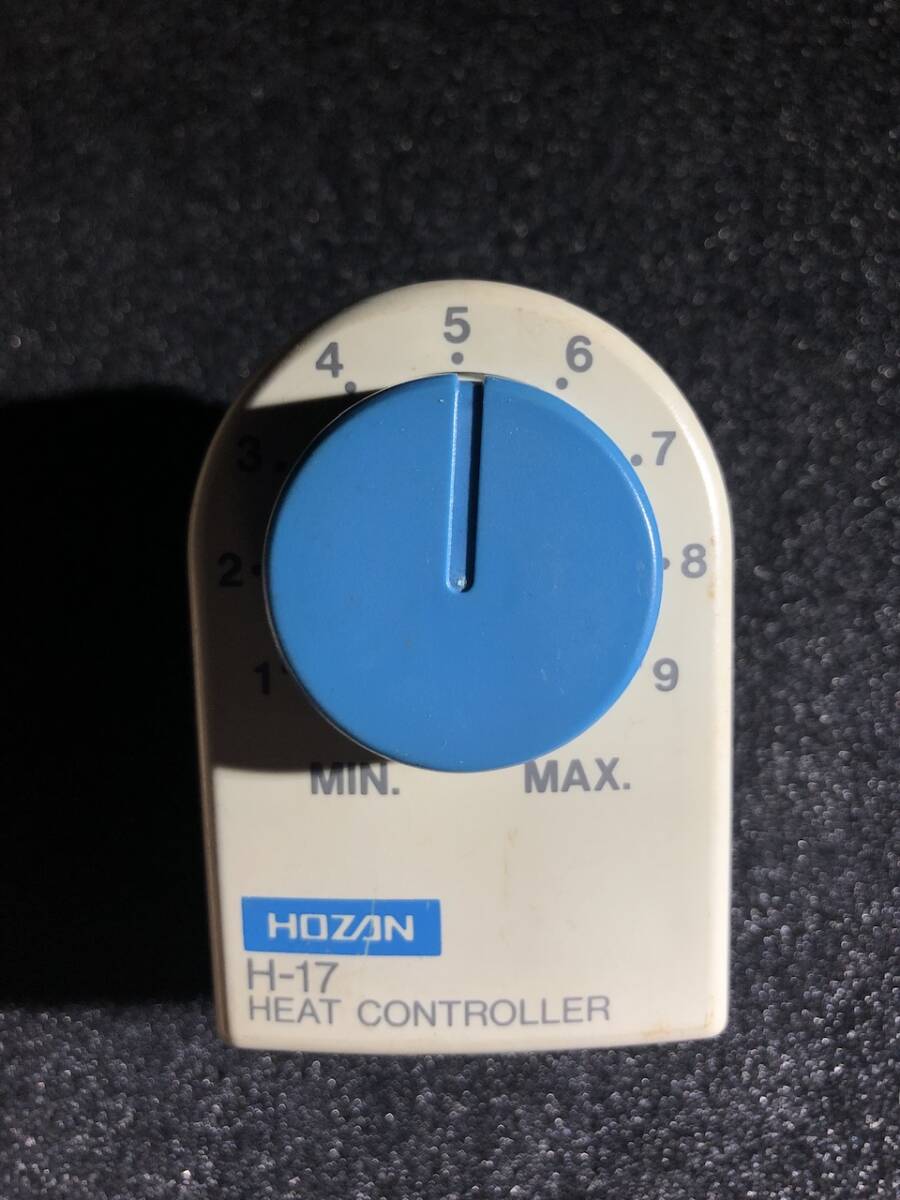 5
4
6
3
7
2
8
1
9
MIN.
MAX.
HOZAN
H-17
HEAT CONTROLLER